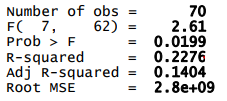 Number of obs = 70
F( 7, 62) = 2.61
Prob > F = 0.0199
R-squared = 0.2276
Adj R-squared = 0.1404
Root MSE = 2.8e+09